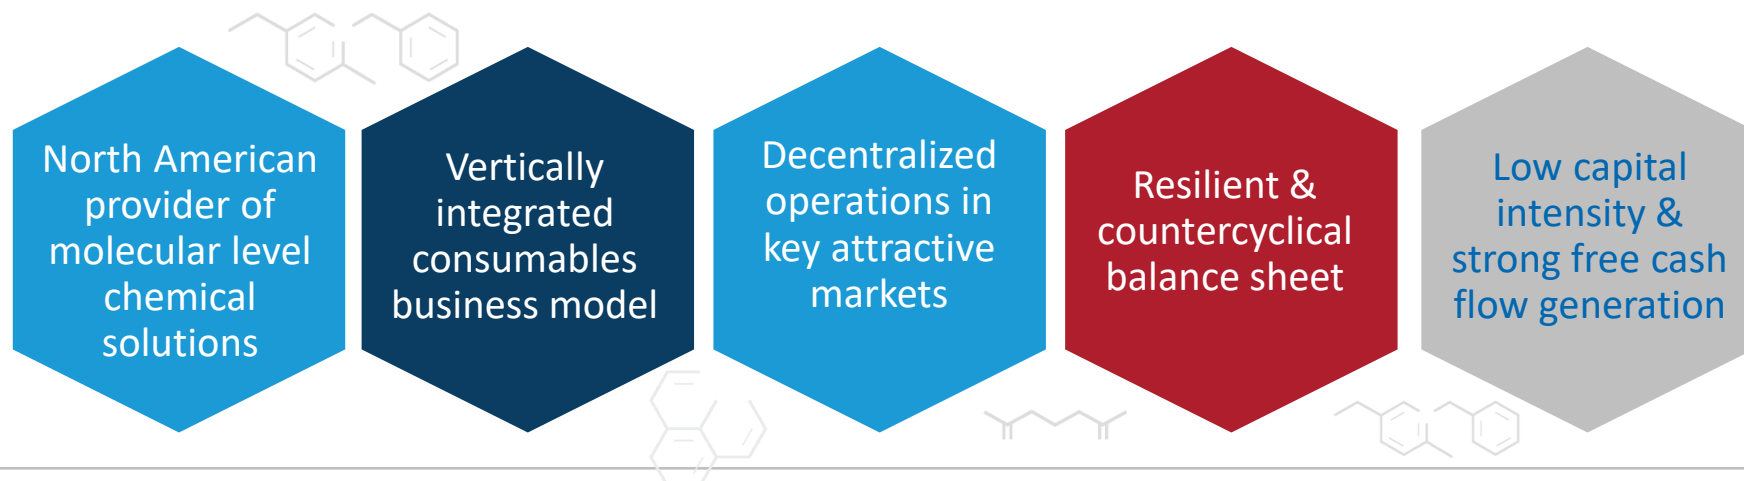 North American
provider of
molecular level
chemical
solutions
Vertically
integrated
consumables
business model
Decentralized
operations in
key attractive
markets
Resilient &
countercyclical
balance sheet
Low capital
intensity &
strong free cash
flow generation